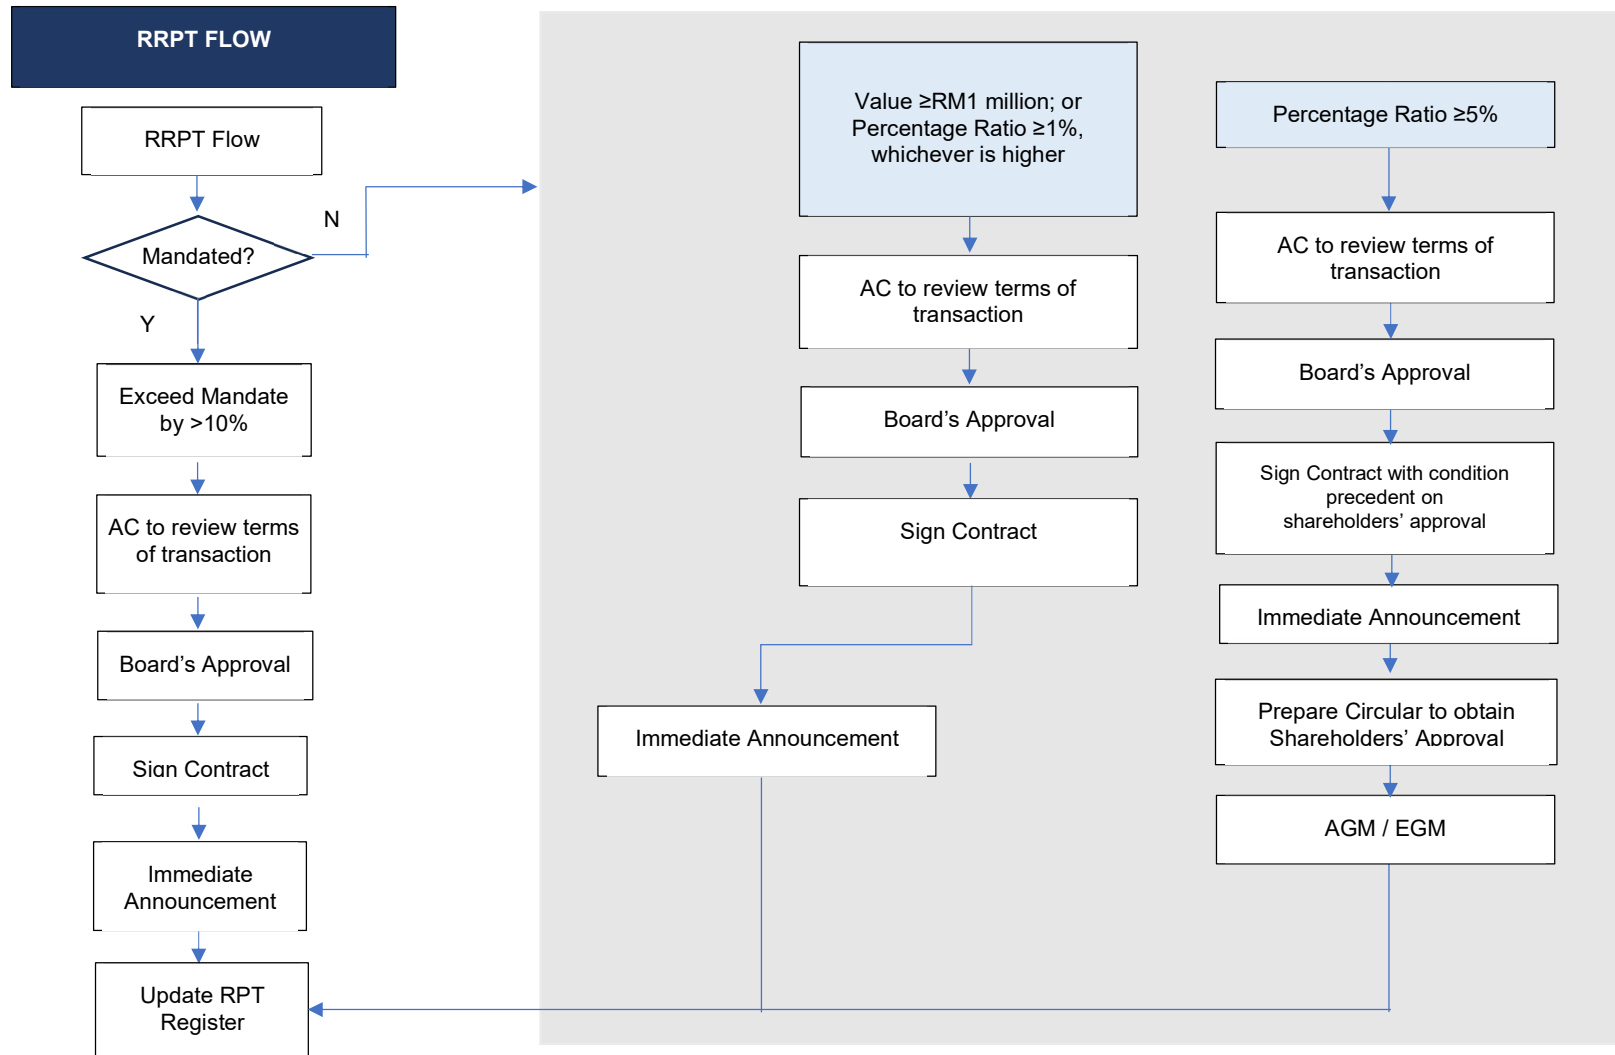 RRPT FLOW
RRPT Flow
Mandated?
N
Y
Exceed Mandate
by >10%
AC to review terms
of transaction
Board’s Approval
Sign Contract
Immediate
Announcement
Update RPT
Register
Value ≥RM1 million; or
Percentage Ratio ≥1%,
whichever is higher
AC to review terms of
transaction
Board’s Approval
Sign Contract
Immediate Announcement
Percentage Ratio ≥5%
AC to review terms of
transaction
Board’s Approval
Sign Contract with condition
precedent on
shareholders’ approval
Immediate Announcement
Prepare Circular to obtain
Shareholders’ Approval
AGM / EGM